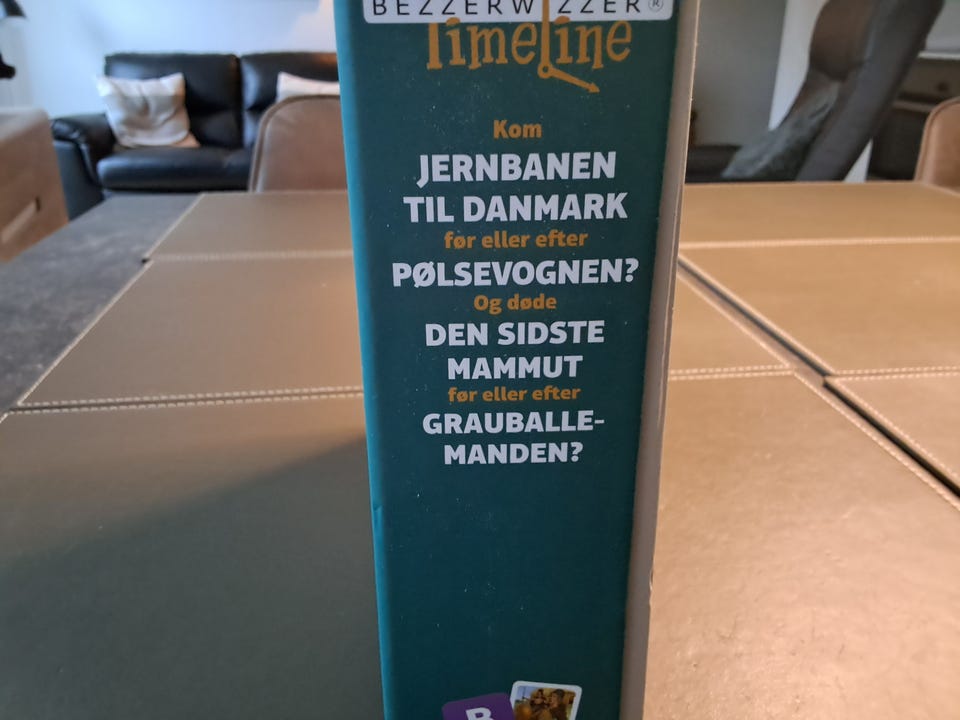 BEZZERWIZZER®
Timeline
Kom
JERNBANEN
TIL DANMARK
før eller efter
PØLSEVOGNEN?
Og døde
DEN SIDSTE
MAMMUT
før eller efter
GRAUBALLE-
MANDEN?
B